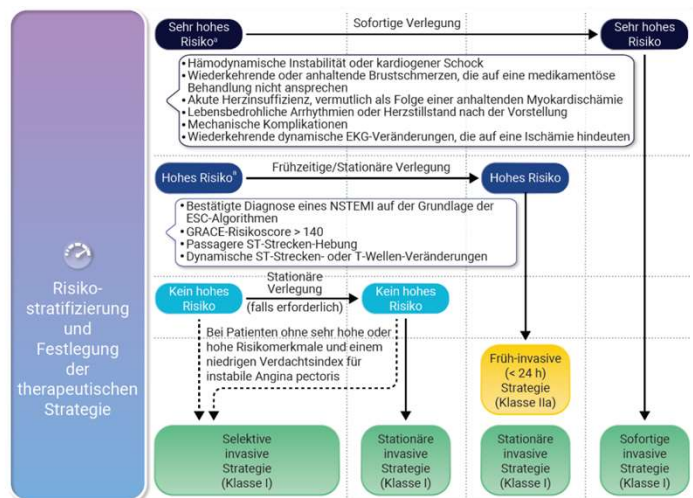 Risiko-
stratifizierung
und
Festlegung
der
therapeutischen
Strategie
Sehr hohes
Risikoᵃ
Sofortige Verlegung
Sehr hohes
Risiko
• Hämodynamische Instabilität oder kardiogener Schock
• Wiederkehrende oder anhaltende Brustschmerzen, die auf eine medikamentöse
Behandlung nicht ansprechen
• Akute Herzinsuffizienz, vermutlich als Folge einer anhaltenden Myokardischämie
• Lebensbedrohliche Arrhythmien oder Herzstillstand nach der Vorstellung
• Mechanische Komplikationen
• Wiederkehrende dynamische EKG-Veränderungen, die auf eine Ischämie hindeuten
Hohes Risiko
Frühzeitige/Stationäre Verlegung
Hohes Risiko
• Bestätigte Diagnose eines NSTEMI auf der Grundlage der
ESC-Algorithmen
• GRACE-Risikoscore > 140
• Passagere ST-Strecken-Hebung
• Dynamische ST-Strecken- oder T-Wellen-Veränderungen
Kein hohes
Risiko
Stationäre
Verlegung
(falls erforderlich)
Kein hohes
Risiko
Bei Patienten ohne sehr hohe oder
hohe Risikomerkmale und einem
niedrigen Verdachtsindex für
instabile Angina pectoris
Früh-invasive
(< 24 h)
Strategie
(Klasse IIa)
Selektive
invasive
Strategie
(Klasse I)
Stationäre
invasive
Strategie
(Klasse I)
Stationäre
invasive
Strategie
(Klasse I)
Sofortige
invasive
Strategie
(Klasse I)